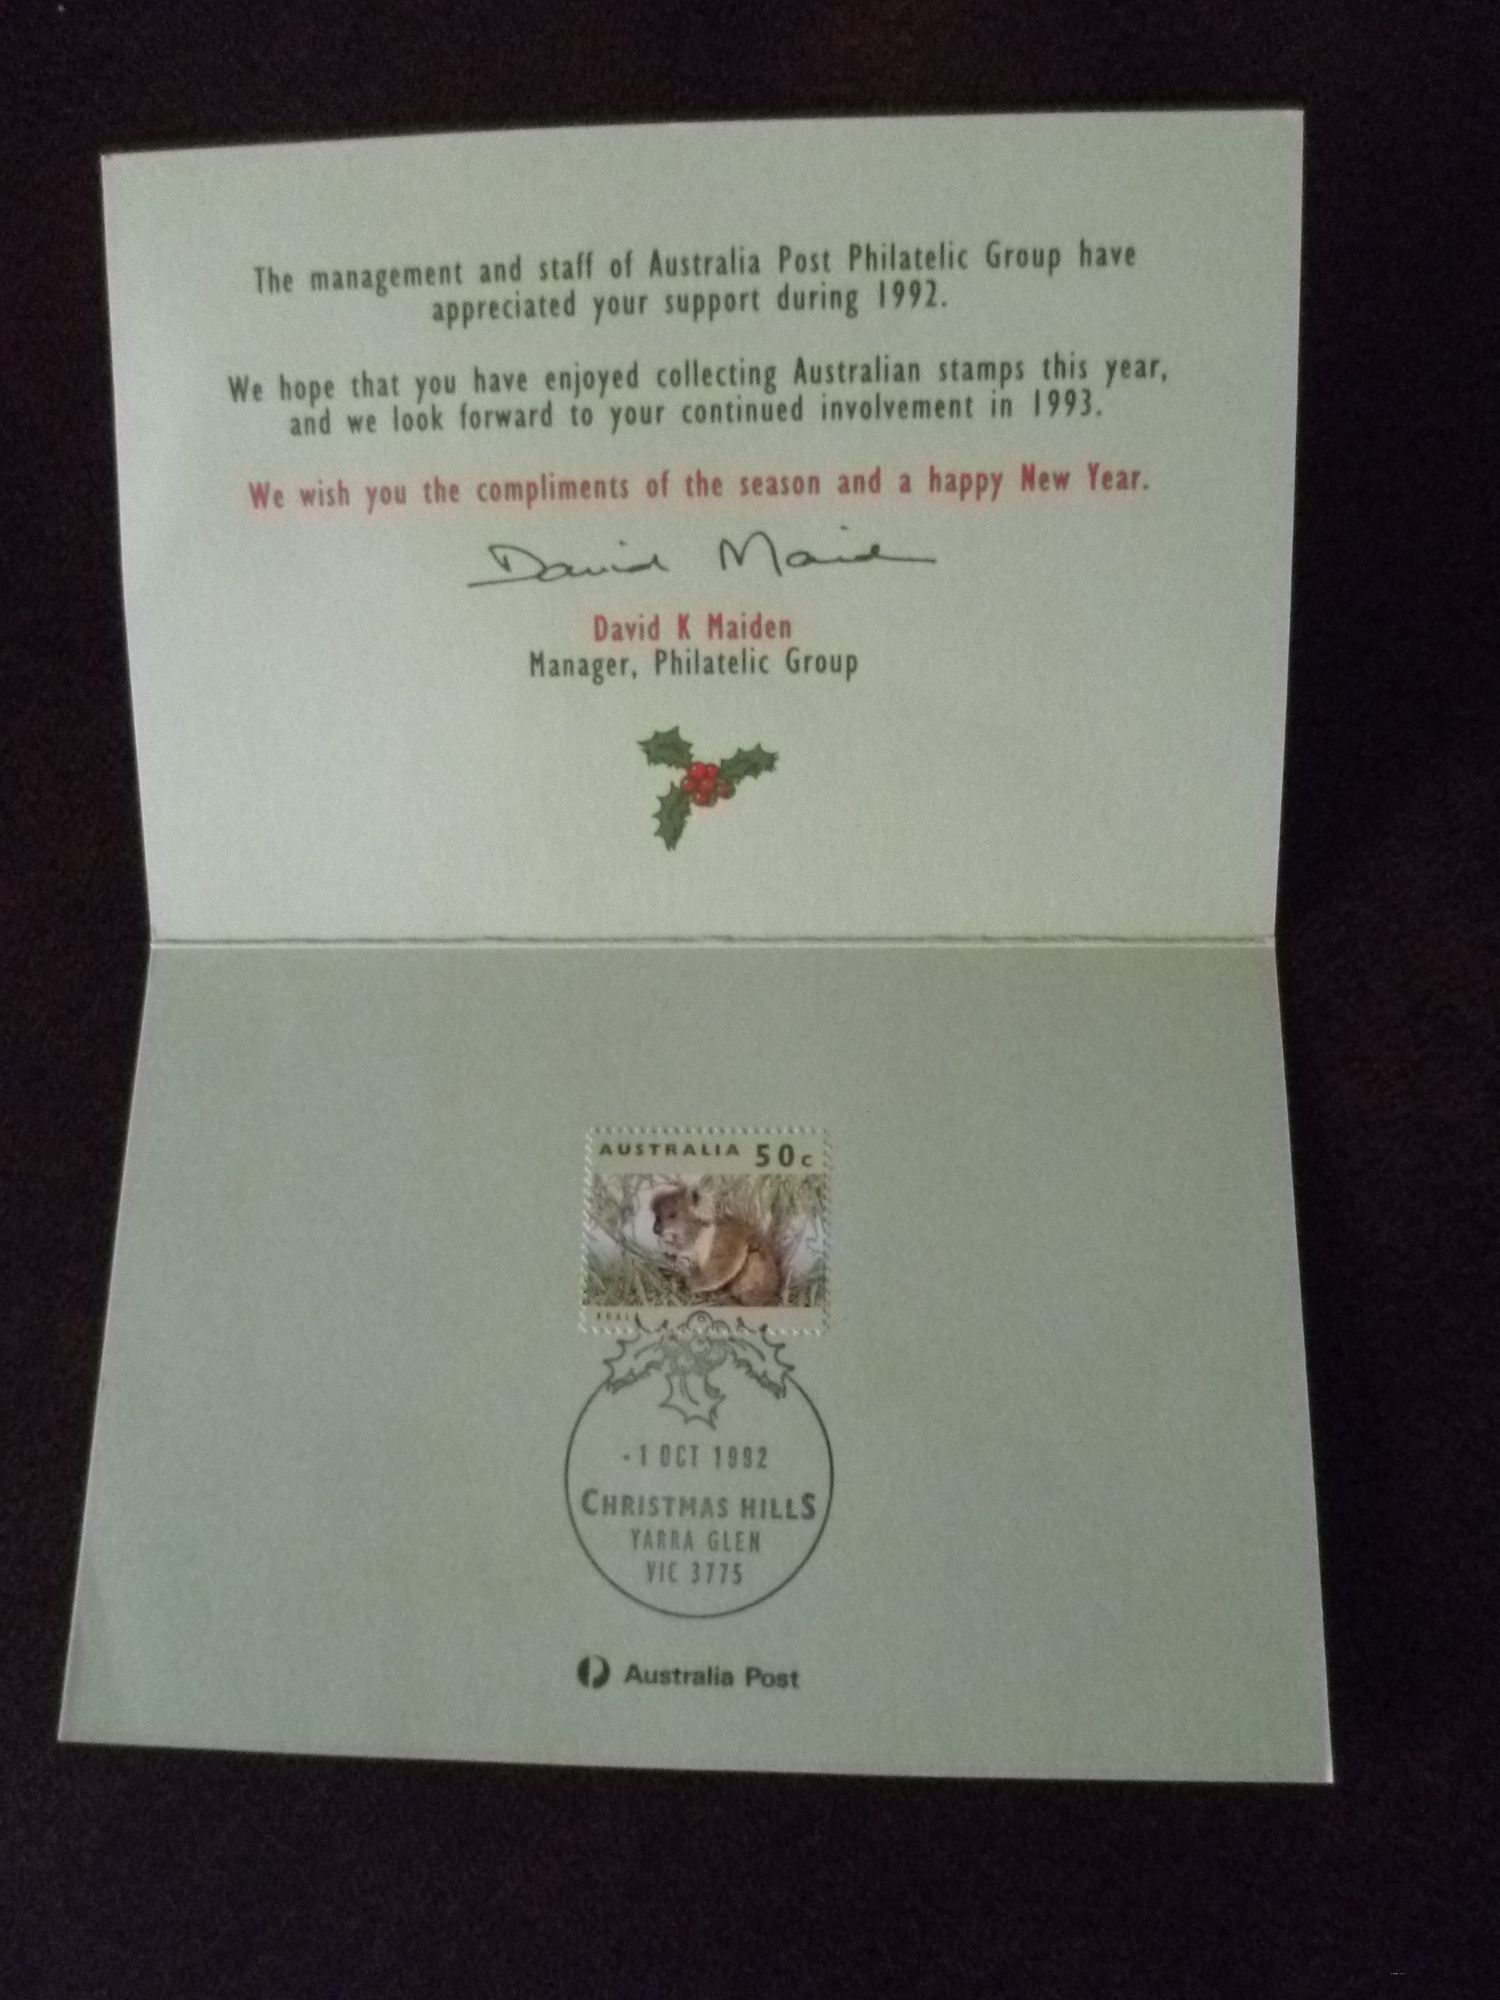 The management and staff of Australia Post Philatelic Group have
appreciated your support during 1992.
We hope that you have enjoyed collecting Australian stamps this year,
and we look forward to your continued involvement in 1993.
We wish you the compliments of the season and a happy New Year.
David Maiden
David K Maiden
Manager, Philatelic Group
AUSTRALIA 50c
-1 OCT 1992
CHRISTMAS HILLS
YARRA GLEN
VIC 3775
Australia Post